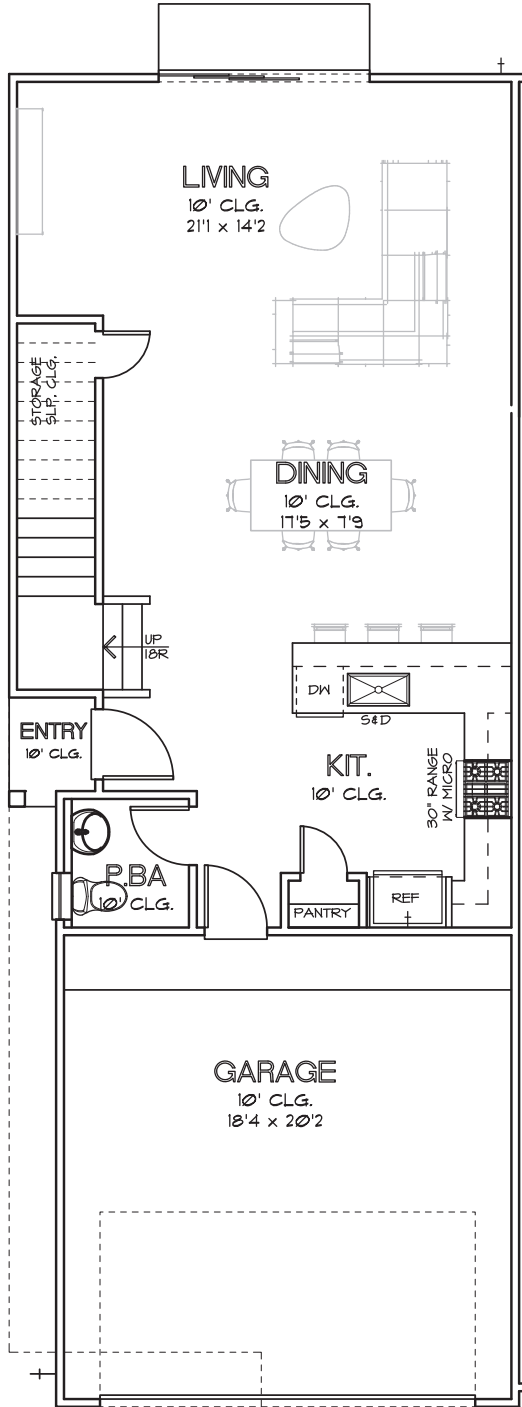 LIVING
10' CLG.
21'1 x 14'2
STORAGE
SLP. CLG.
DINING
10' CLG.
17'5 x 7'9
UP
18R
DW
S&D
ENTRY
10' CLG.
KIT.
10' CLG.
30" RANGE
W/ MICRO
P.BA
10' CLG.
PANTRY
REF
GARAGE
10' CLG.
18'4 x 20'2